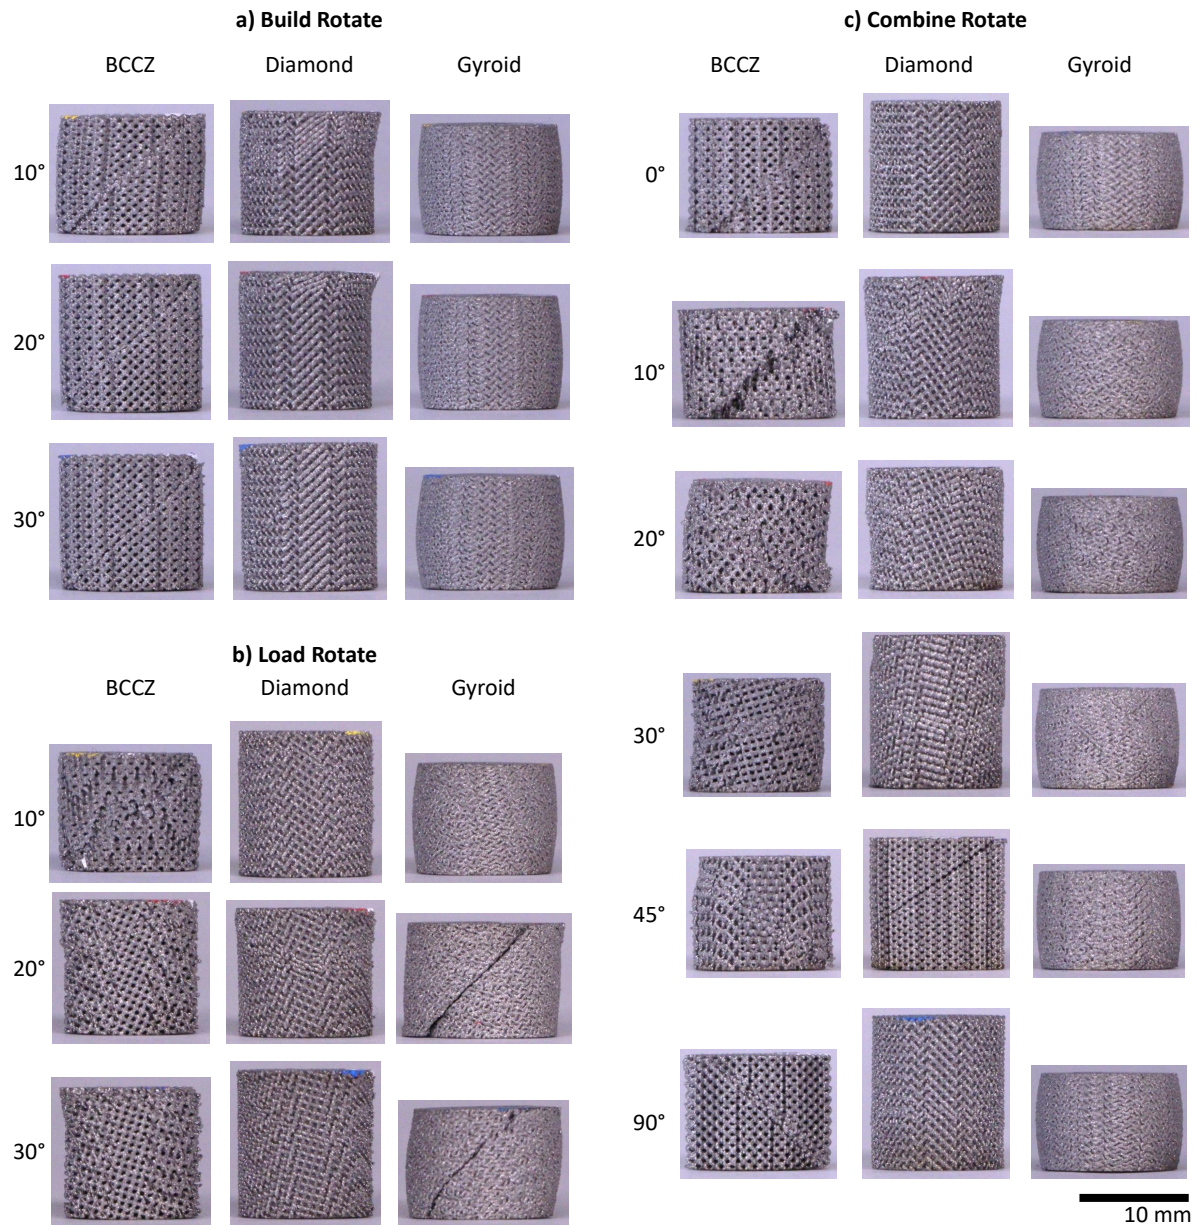 a) Build Rotate
BCCZ Diamond Gyroid
10°
20°
30°
b) Load Rotate
BCCZ Diamond Gyroid
10°
20°
30°
c) Combine Rotate
BCCZ Diamond Gyroid
0°
10°
20°
30°
45°
90°
10 mm